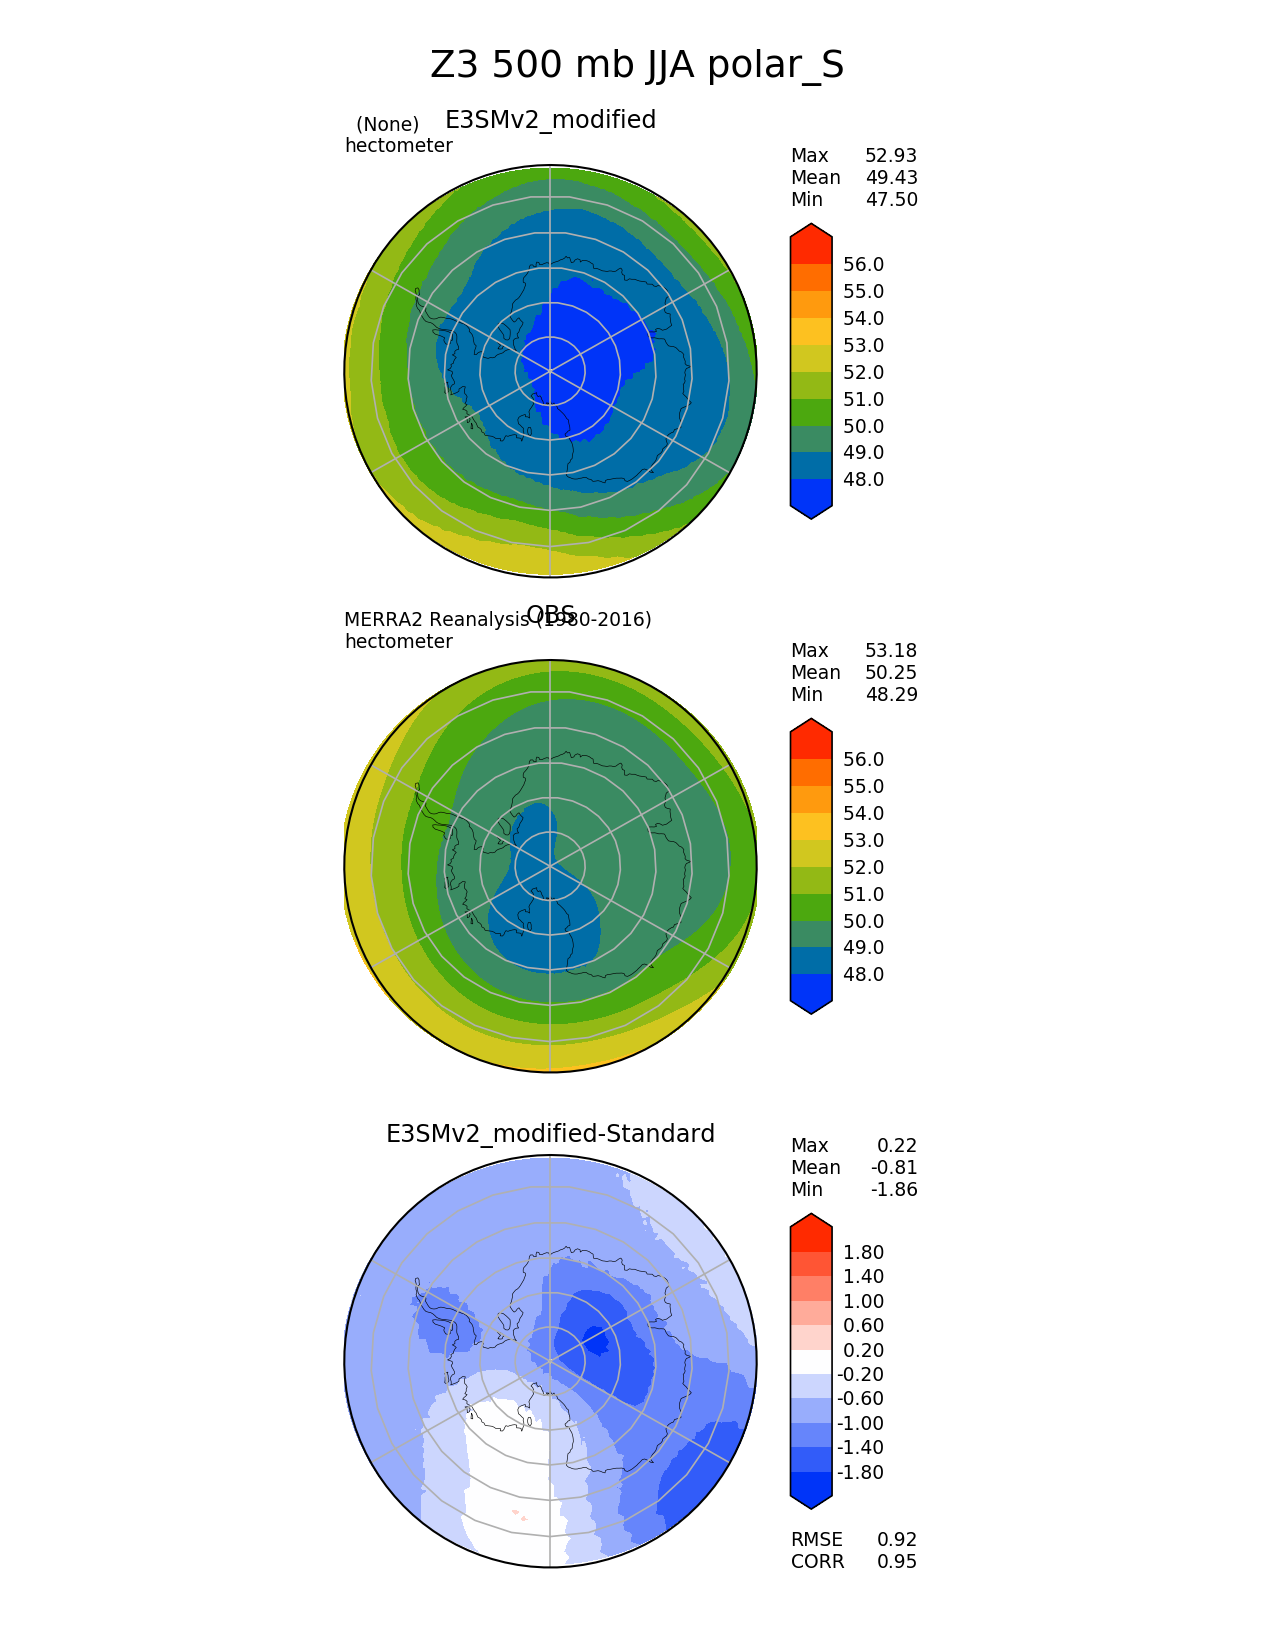 Z3 500 mb JJA polar_S
E3SMv2_modified
(None)
hectometer
Max 52.93
Mean 49.43
Min 47.50
56.0
55.0
54.0
53.0
52.0
51.0
50.0
49.0
48.0
OBS
MERRA2 Reanalysis (1980-2016)
hectometer
Max 53.18
Mean 50.25
Min 48.29
56.0
55.0
54.0
53.0
52.0
51.0
50.0
49.0
48.0
E3SMv2_modified-Standard
Max 0.22
Mean -0.81
Min -1.86
1.80
1.40
1.00
0.60
0.20
-0.20
-0.60
-1.00
-1.40
-1.80
RMSE 0.92
CORR 0.95